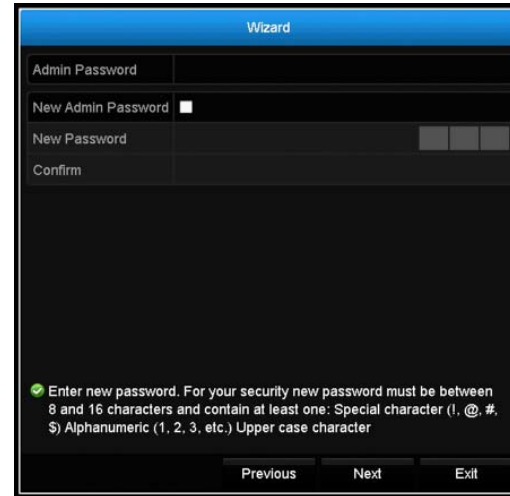 Wizard
Admin Password
New Admin Password
New Password
Confirm
Enter new password. For your security new password must be between
8 and 16 characters and contain at least one: Special character (!, @, #,
$) Alphanumeric (1, 2, 3, etc.) Upper case character
Previous Next Exit